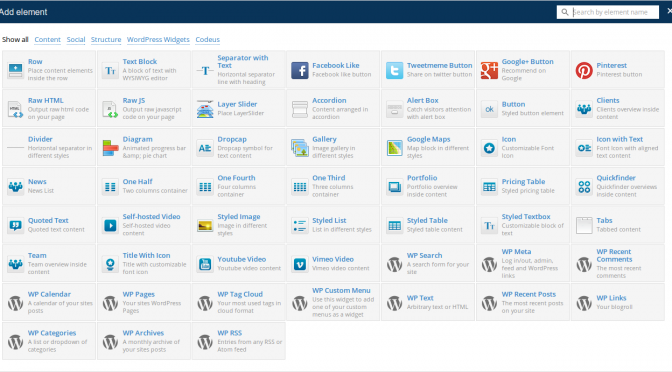 Add element
Search by element name
Show all Content Social Structure WordPress Widgets Codeus
Row
Place content elements
inside the row
Text Block
A block of text with
WYSIWYG editor
Separator with
Text
Horizontal separator
line with heading
Facebook Like
Facebook like button
Tweetmeme Button
Share on twitter button
Google+ Button
Recommend on
Google
Pinterest
Pinterest button
Raw HTML
Output raw html code
on your page
Raw JS
Output raw javascript
code on your page
Layer Slider
Place LayerSlider
Accordion
Content arranged in
accordion
Alert Box
Catch visitors attention
with alert box
Button
Styled button element
Clients
Clients overview inside
content
Divider
Horizontal separator in
different styles
Diagram
Animated progress bar
&amp; pie chart
Dropcap
Dropcap symbol for
text content
Gallery
Image gallery in
different styles
Google Maps
Map block in different
styles
Icon
Customizable Font
Icon
Icon with Text
Font icon with aligned
text content
News
News List
One Half
Two columns container
One Fourth
Four columns
container
One Third
Three columns
container
Portfolio
Portfolio overview
inside content
Pricing Table
Styled pricing table
Quickfinder
Quickfinder overviews
inside content
Quoted Text
Quoted text content
Self-hosted Video
Self-hosted video
content
Styled Image
Image in different
styles
Styled List
List in different styles
Styled Table
Styled table content
Styled Textbox
Customizable block of
text
Tabs
Tabbed content
Team
Team overview inside
content
Title With Icon
Title with customizable
font icon
Youtube Video
Youtube video content
Vimeo Video
Vimeo video content
WP Search
A search form for your
site
WP Meta
Log in/out, admin,
feed and WordPress
links
WP Recent
Comments
The most recent
comments
WP Calendar
A calendar of your sites
posts
WP Pages
Your sites WordPress
Pages
WP Tag Cloud
Your most used tags in
cloud format
WP Custom Menu
Use this widget to add
one of your custom
menus as a widget
WP Text
Arbitrary text or HTML
WP Recent Posts
The most recent posts
on your site
WP Links
Your blogroll
WP Categories
A list or dropdown of
categories
WP Archives
A monthly archive of
your sites posts
WP RSS
Entries from any RSS or
Atom feed